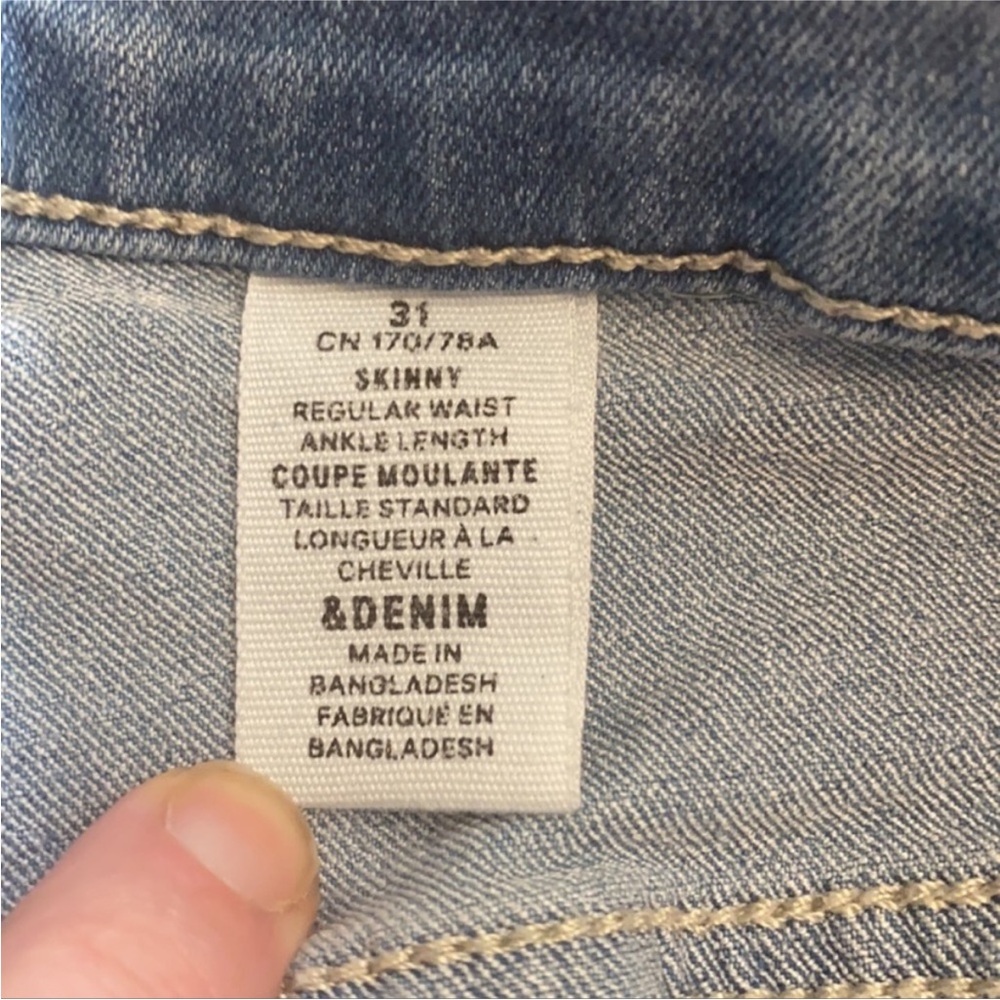 31
CN 170/78A
SKINNY
REGULAR WAIST
ANKLE LENGTH
COUPE MOULANTE
TAILLE STANDARD
LONGUEUR À LA
CHEVILLE
&DENIM
MADE IN
BANGLADESH
FABRIQUÉ EN
BANGLADESH